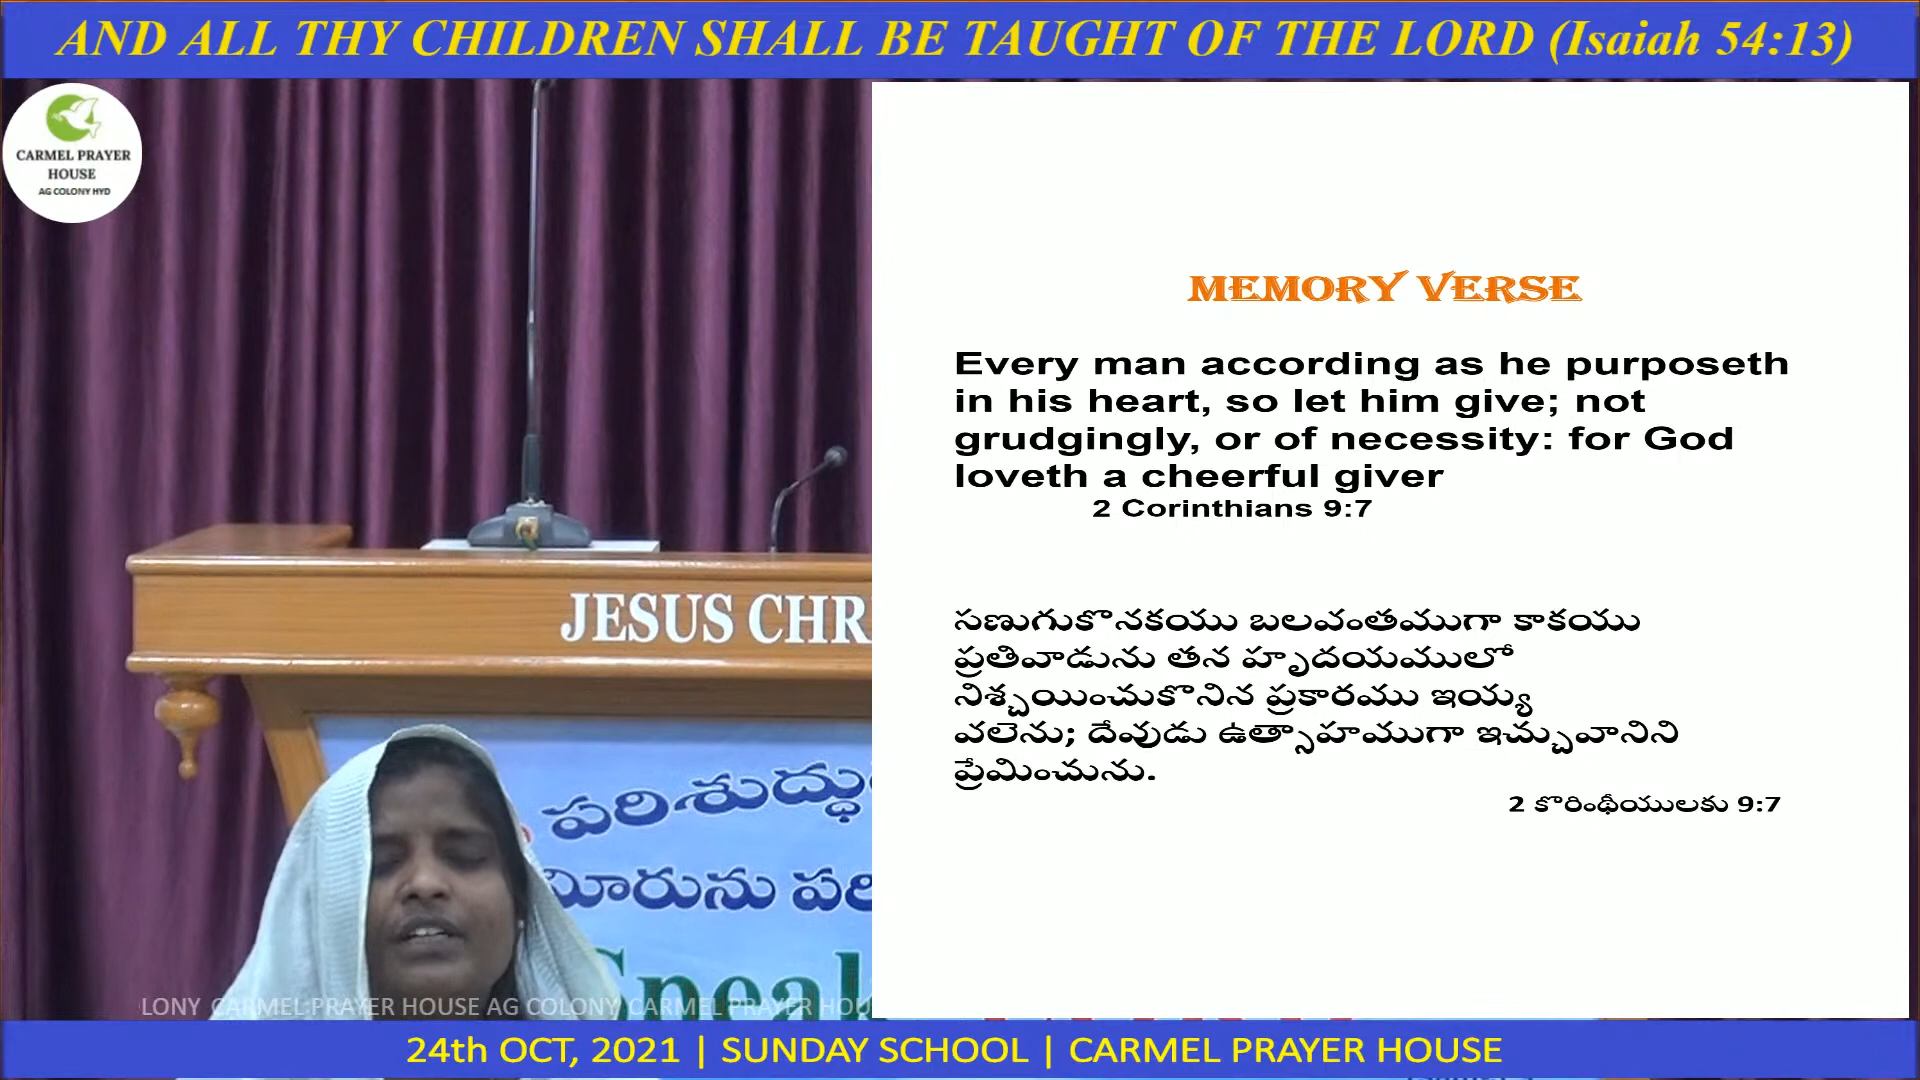 AND ALL THY CHILDREN SHALL BE TAUGHT OF THE LORD (Isaiah 54:13)
CARMEL PRAYER
HOUSE
AG COLONY HYD
MEMORY VERSE
Every man according as he purposeth
in his heart, so let him give; not
grudgingly, or of necessity: for God
loveth a cheerful giver
2 Corinthians 9:7
సణుగుకొనకయు బలవంతముగా కాకయు
ప్రతివాడును తన హృదయములో
నిశ్చయించుకొనిన ప్రకారము ఇయ్య
వలెను; దేవుడు ఉత్సాహముగా ఇచ్చువానిని
ప్రేమించును.
2 కొరింథీయులకు 9:7
JESUS CHR
పరిశుద్ధు
మీరును పరి
Speak
LONY CARMEL PRAYER HOUSE AG COLONY CARMEL PRAYER HOU
24th OCT, 2021 | SUNDAY SCHOOL | CARMEL PRAYER HOUSE